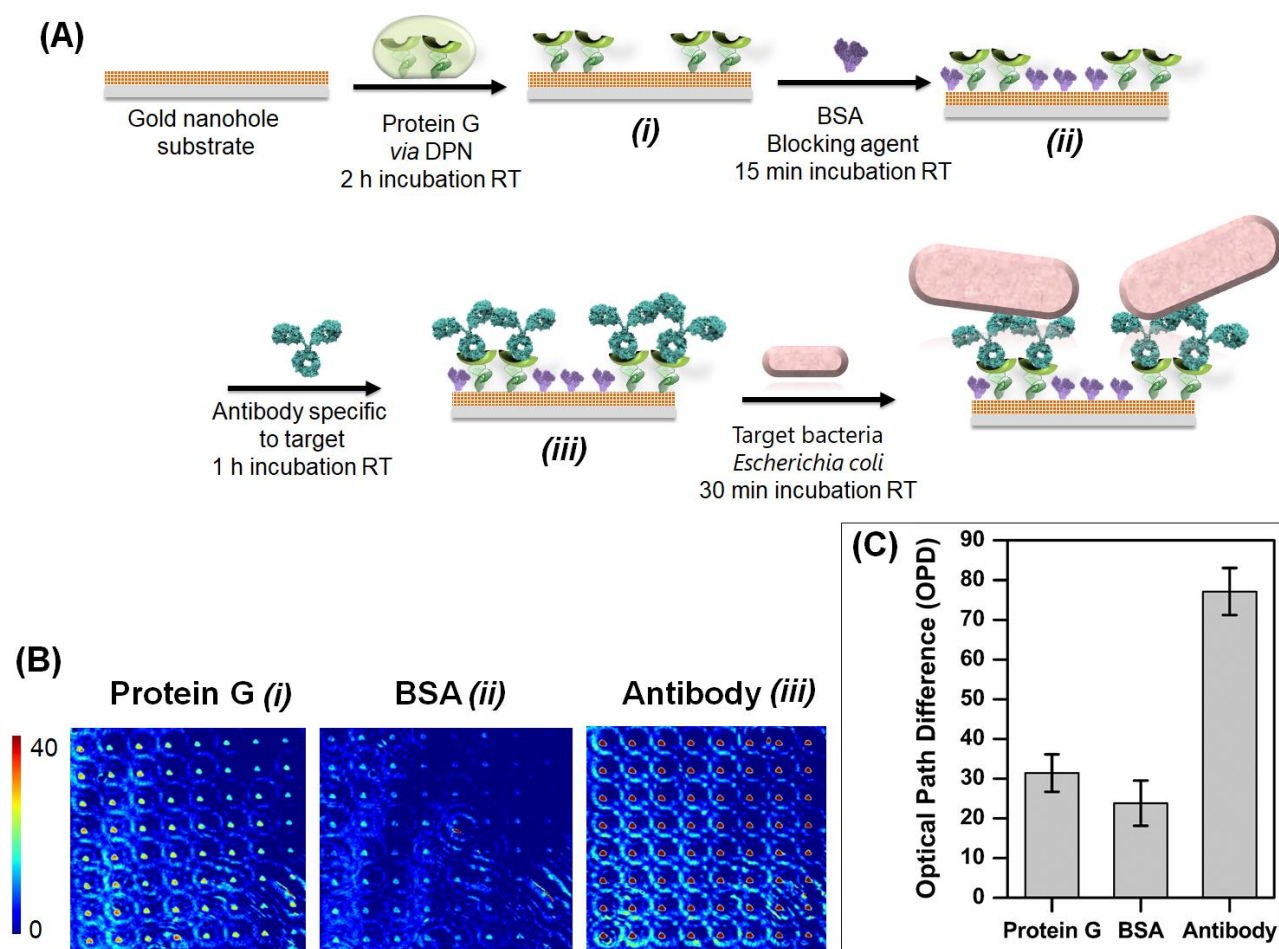 (A)
Gold nanohole
substrate
Protein G
via DPN
2 h incubation RT
(i)
BSA
Blocking agent
15 min incubation RT
(ii)
Antibody specific
to target
1 h incubation RT
(iii)
Target bacteria
Escherichia coli
30 min incubation RT
(B)
Protein G (i)
BSA (ii)
Antibody (iii)
40
0
(C)
Optical Path Difference (OPD)
90
80
70
60
50
40
30
20
10
0
Protein G BSA Antibody